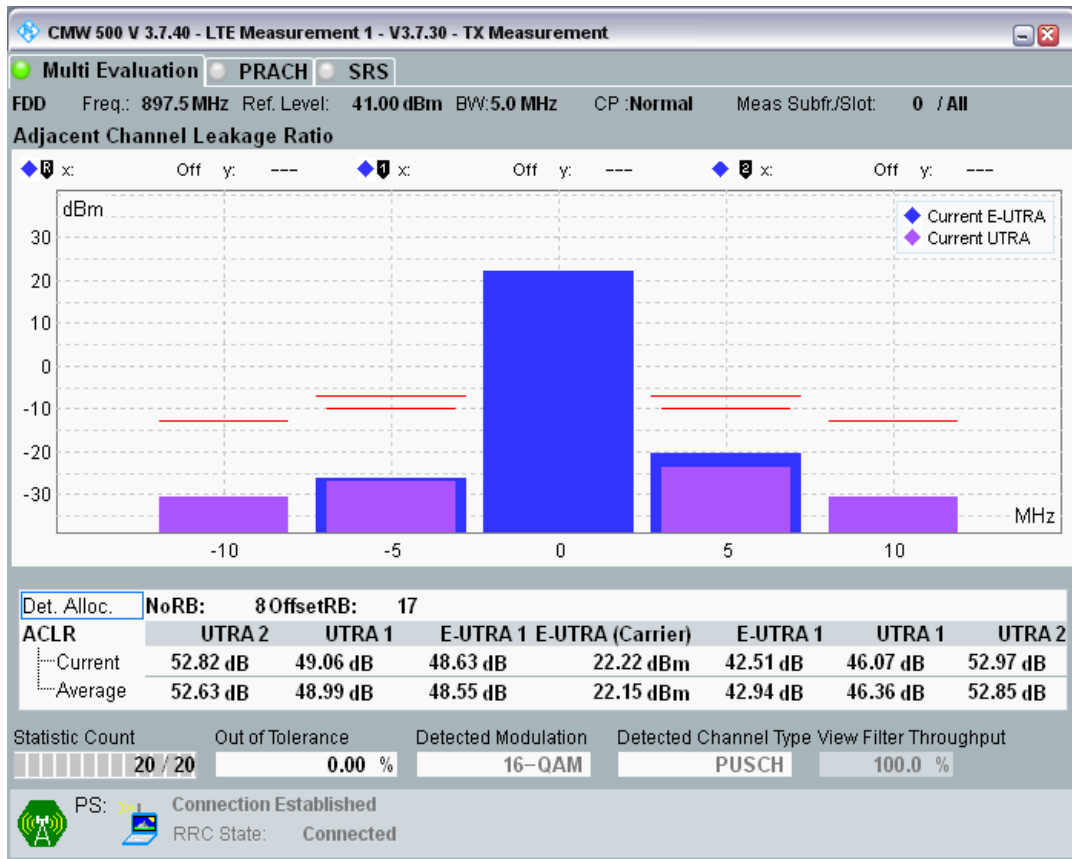 CMW 500 V 3.7.40 - LTE Measurement 1 - V3.7.30 - TX Measurement
Multi Evaluation PRACH SRS
FDD Freq.: 897.5 MHz Ref. Level: 41.00 dBm BW:5.0 MHz CP :Normal Meas Subfr./Slot: 0 / All
Adjacent Channel Leakage Ratio
R x: Off y: --- 1 x: Off y: --- 2 x: Off y: ---
dBm
Current E-UTRA
Current UTRA
30
20
10
0
-10
-20
-30
MHz
-10 -5 0 5 10
Det. Alloc. NoRB: 8 OffsetRB: 17
ACLR UTRA 2 UTRA 1 E-UTRA 1 E-UTRA (Carrier) E-UTRA 1 UTRA 1 UTRA 2
Current 52.82 dB 49.06 dB 48.63 dB 22.22 dBm 42.51 dB 46.07 dB 52.97 dB
Average 52.63 dB 48.99 dB 48.55 dB 22.15 dBm 42.94 dB 46.36 dB 52.85 dB
Statistic Count Out of Tolerance Detected Modulation Detected Channel Type View Filter Throughput
20 / 20 0.00 % 16-QAM PUSCH 100.0 %
PS: Connection Established
RRC State: Connected